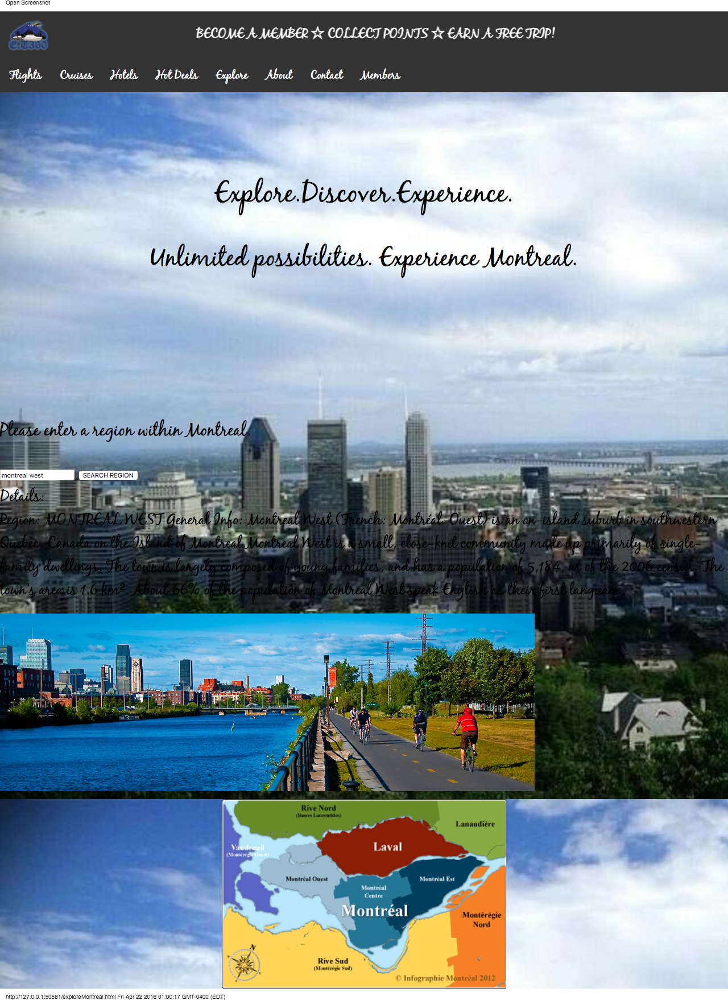 Open Screenshot
E.T360
BECOME A MEMBER ☆ COLLECT POINTS ☆ EARN A FREE TRIP!
Flights Cruises Hotels Hot Deals Explore About Contact Members
Explore.Discover.Experience.
Unlimited possibilities. Experience Montreal.
Please enter a region within Montreal.
montreal west SEARCH REGION
Details:
Region: MONTREAL WEST General Info: Montreal West (French: Montréal-Ouest) is an on-island suburb in southwestern
Quebec, Canada on the Island of Montreal.Montreal West is a small, close-knit community made up primarily of single-
family dwellings. The town is largely composed of young families, and has a population of 5,184, as of the 2006 census. The
town's area is 1.6 km². About 66% of the population of Montreal West speak English as their first language.
Rive Nord
(Basses Laurentides)
Lanaudière
Laval
Vaudreuil
(Montérégie Ouest)
Montréal Ouest
Montréal Est
Montréal
Centre
Montréal
Montérégie
Nord
N
Rive Sud
(Montérégie Sud)
© Infographie Montréal 2012
http://127.0.0.1:50581/exploreMontreal.html Fri Apr 22 2016 01:00:17 GMT-0400 (EDT)